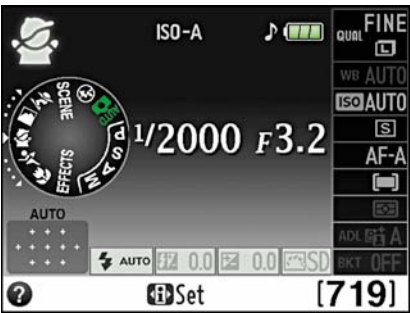 ISO-A
QUAL FINE
L
WB AUTO
ISO AUTO
S
AF-A
SCENE
AUTO
P
S
A
M
EFFECTS
1/2000 F3.2
AUTO
AUTO 0.0 0.0 SD
ADL A
BKT OFF
? i Set [719]